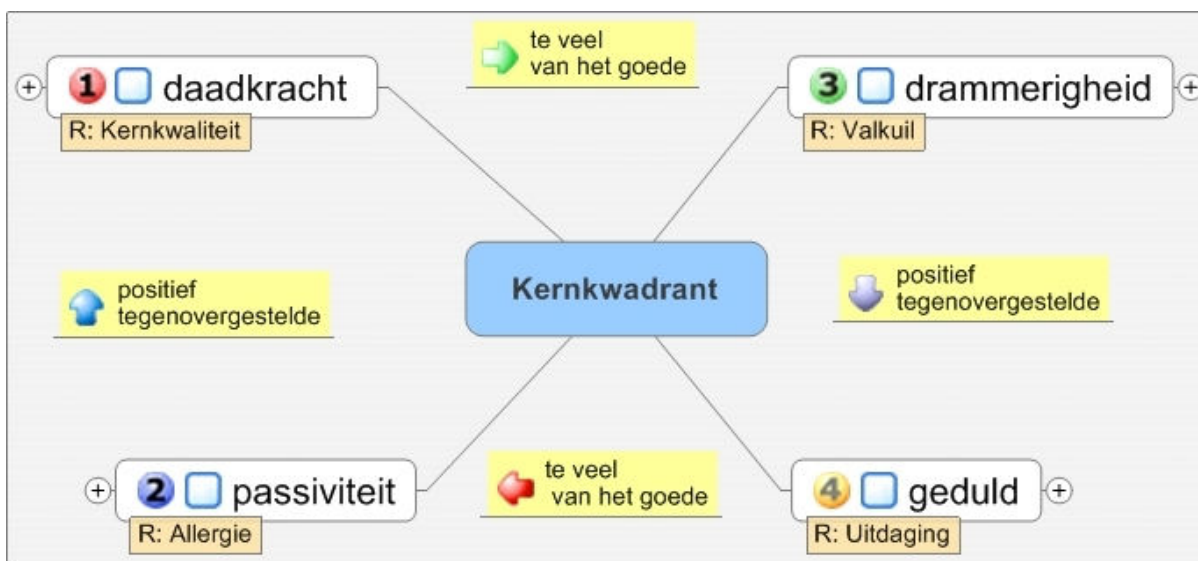 te veel
van het goede
1 daadkracht
R: Kernkwaliteit
3 drammerigheid
R: Valkuil
Kernkwadrant
positief
tegenovergestelde
positief
tegenovergestelde
2 passiviteit
R: Allergie
te veel
van het goede
4 geduld
R: Uitdaging